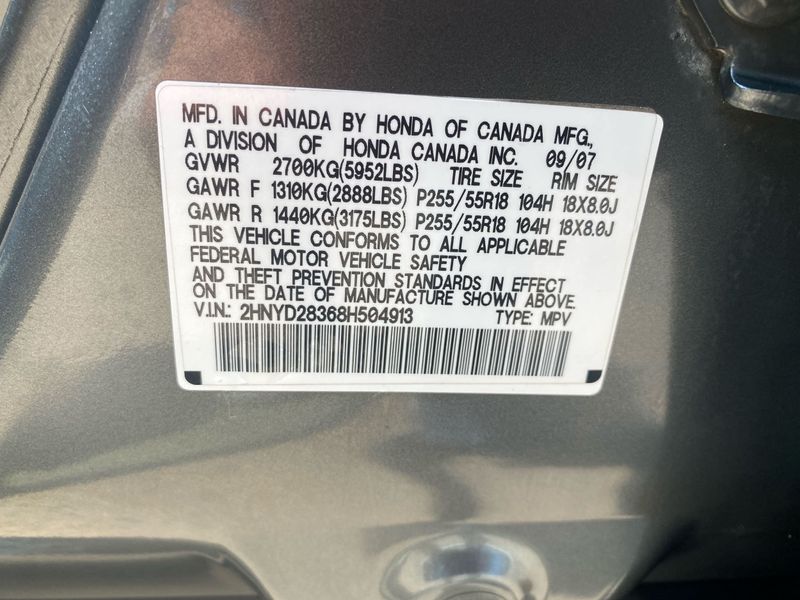 MFD. IN CANADA BY HONDA OF CANADA MFG.,
A DIVISION OF HONDA CANADA INC. 09/07
GVWR 2700KG(5952LBS) TIRE SIZE RIM SIZE
GAWR F 1310KG(2888LBS) P255/55R18 104H 18X8.0J
GAWR R 1440KG(3175LBS) P255/55R18 104H 18X8.0J
THIS VEHICLE CONFORMS TO ALL APPLICABLE
FEDERAL MOTOR VEHICLE SAFETY
AND THEFT PREVENTION STANDARDS IN EFFECT
ON THE DATE OF MANUFACTURE SHOWN ABOVE.
V.I.N.: 2HNYD28368H504913 TYPE: MPV